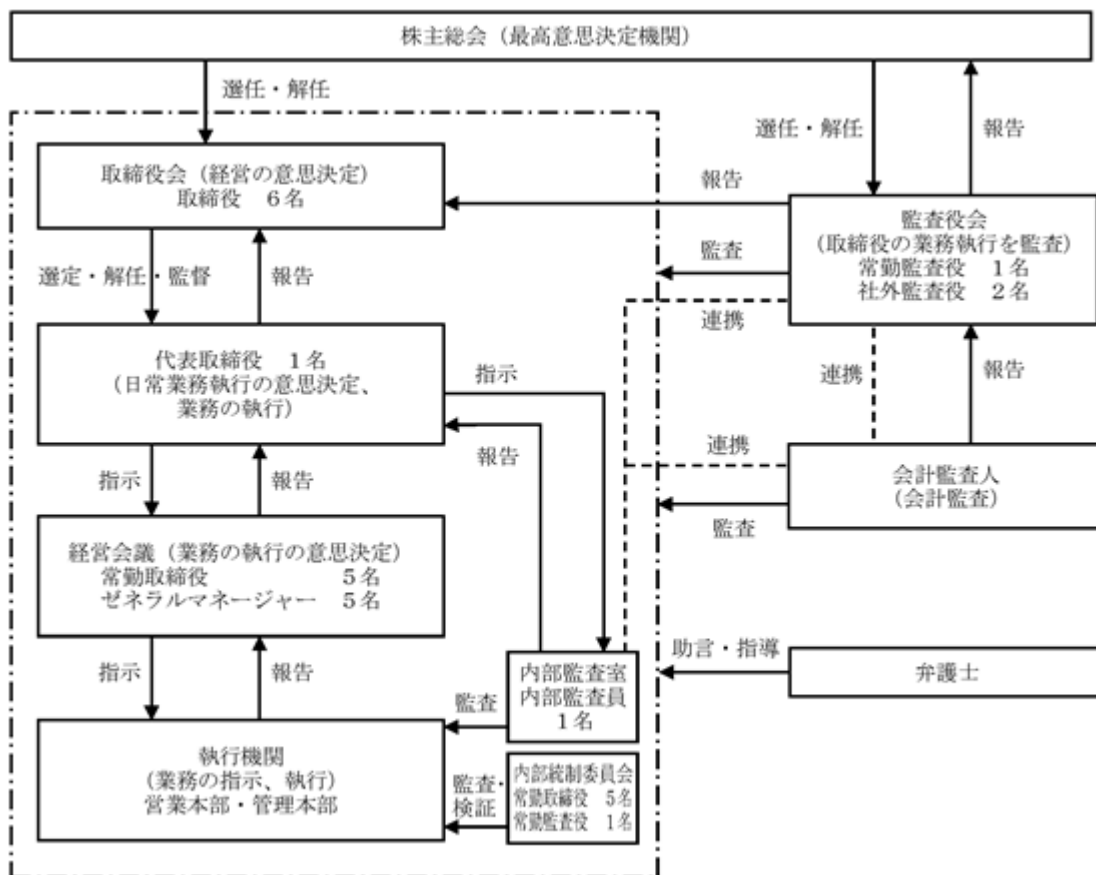 株主総会（最高意思決定機関）
選任・解任
選任・解任
報告
取締役会（経営の意思決定）
取締役　６名
報告
監査役会
（取締役の業務執行を監査）
常勤監査役　１名
社外監査役　２名
監査
選定・解任・監督
報告
連携
代表取締役　１名
（日常業務執行の意思決定、
業務の執行）
指示
連携
報告
報告
連携
会計監査人
（会計監査）
監査
指示
報告
経営会議（業務の執行の意思決定）
常勤取締役　５名
ゼネラルマネージャー　５名
指示
報告
助言・指導
弁護士
内部監査室
内部監査員
１名
監査
執行機関
（業務の指示、執行）
営業本部・管理本部
監査・
検証
内部統制委員会
常勤取締役　５名
常勤監査役　１名